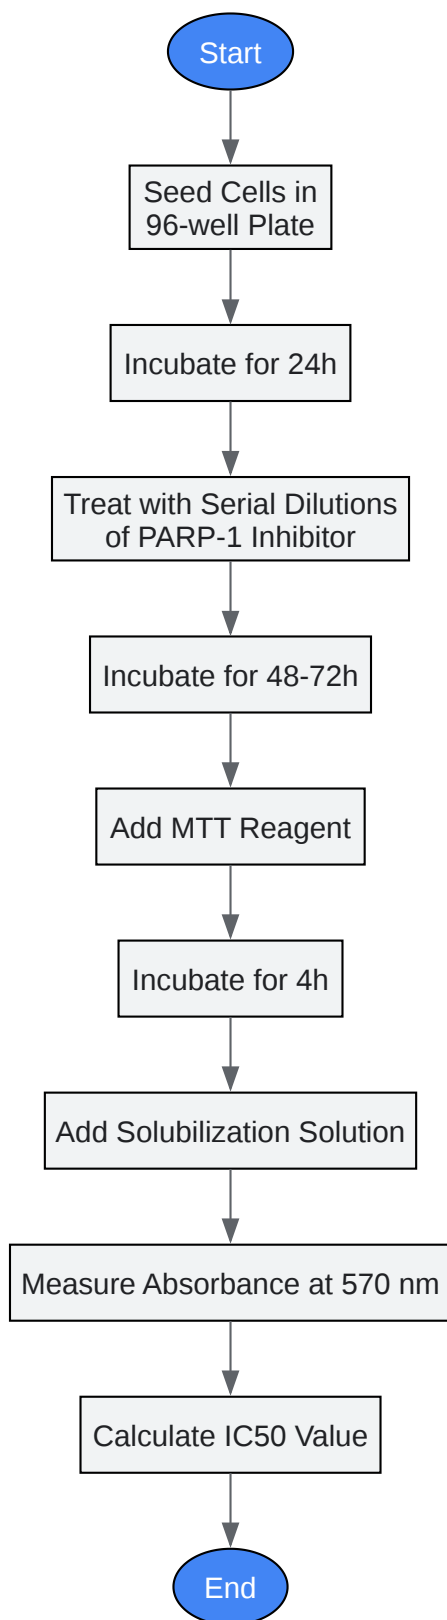 Start
Seed Cells in
96-well Plate
Incubate for 24h
Treat with Serial Dilutions
of PARP-1 Inhibitor
Incubate for 48-72h
Add MTT Reagent
Incubate for 4h
Add Solubilization Solution
Measure Absorbance at 570 nm
Calculate IC50 Value
End